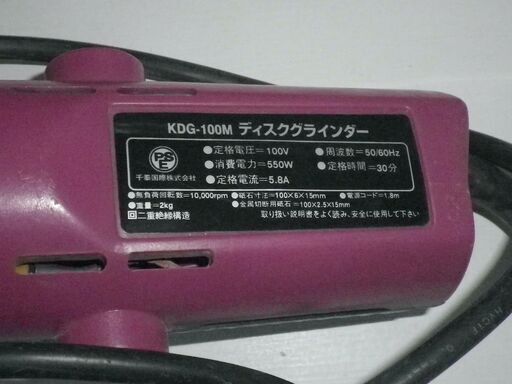 KDG-100M ディスクグラインダー
PSE
千泰国際株式会社
●定格電圧=100V ●周波数=50/60Hz
●消費電力=550W ●定格時間=30分
●定格電流=5.8A
●無負荷回転数=10,000rpm ●砥石寸法=100×6×15mm ●電源コード=1.8m
●重量=2kg ●金属切断用砥石=100×2.5×15mm
回二重絶縁構造 取り扱い説明書をよく読み、安全に使用して下さい
HVCTF